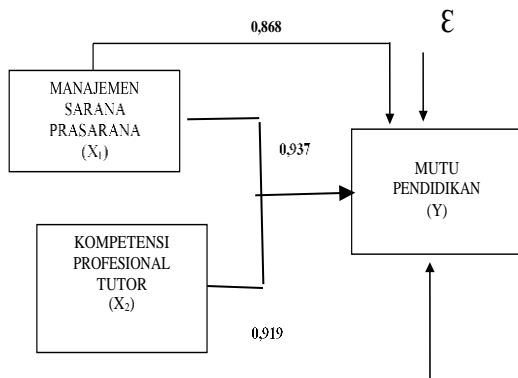 0,868
ε
MANAJEMEN
SARANA
PRASARANA
(X₁)
0,937
MUTU
PENDIDIKAN
(Y)
KOMPETENSI
PROFESIONAL
TUTOR
(X₂)
0,919